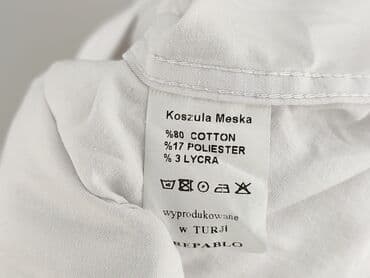 Koszula Meska
%80 COTTON
%17 POLIESTER
% 3 LYCRA
wyprodukowane
w TURJi
REPABLO